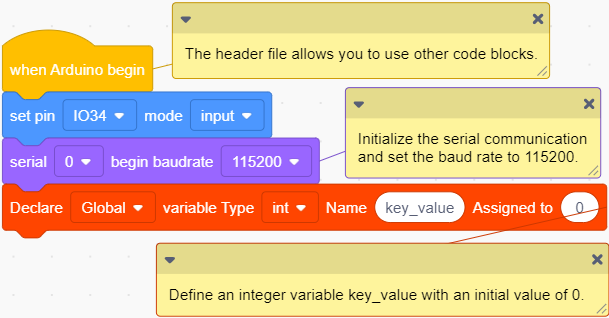 The header file allows you to use other code blocks.
when Arduino begin
set pin IO34 mode input
Initialize the serial communication
and set the baud rate to 115200.
serial 0 begin baudrate 115200
Declare Global variable Type int Name key_value Assigned to 0
Define an integer variable key_value with an initial value of 0.